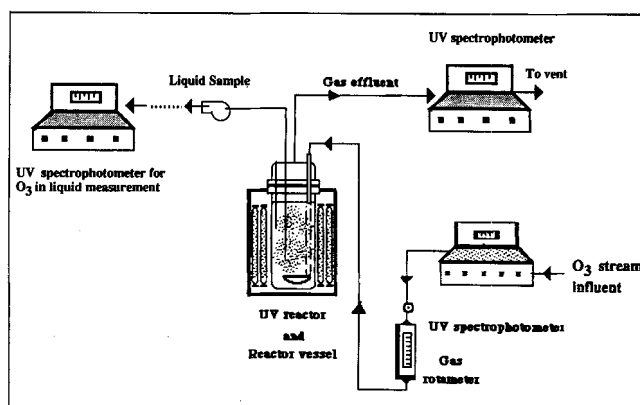 UV spectrophotometer
To vent
Liquid Sample
Gas effluent
UV spectrophotometer for
O3 in liquid measurement
O3 stream
influent
UV reactor
and
Reactor vessel
UV spectrophotometer
Gas
rotameter